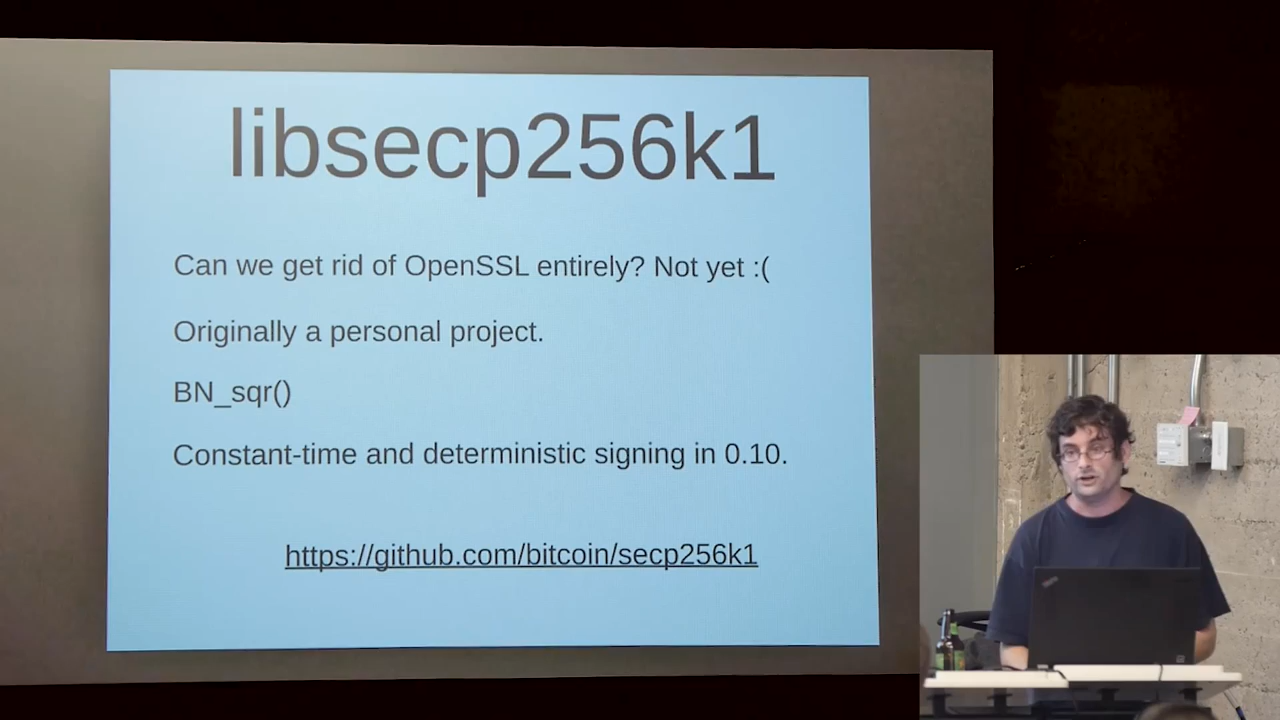 libsecp256k1
Can we get rid of OpenSSL entirely? Not yet :(
Originally a personal project.
BN_sqr()
Constant-time and deterministic signing in 0.10.
https://github.com/bitcoin/secp256k1